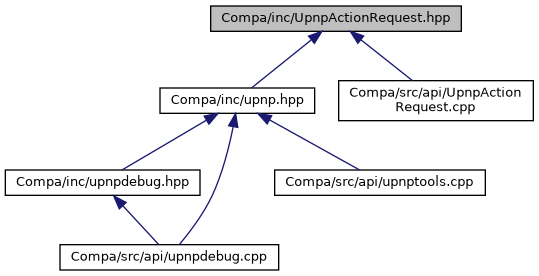 Compa/inc/UpnpActionRequest.hpp
Compa/inc/upnp.hpp
Compa/src/api/UpnpAction
Request.cpp
Compa/inc/upnpdebug.hpp
Compa/src/api/upnptools.cpp
Compa/src/api/upnpdebug.cpp